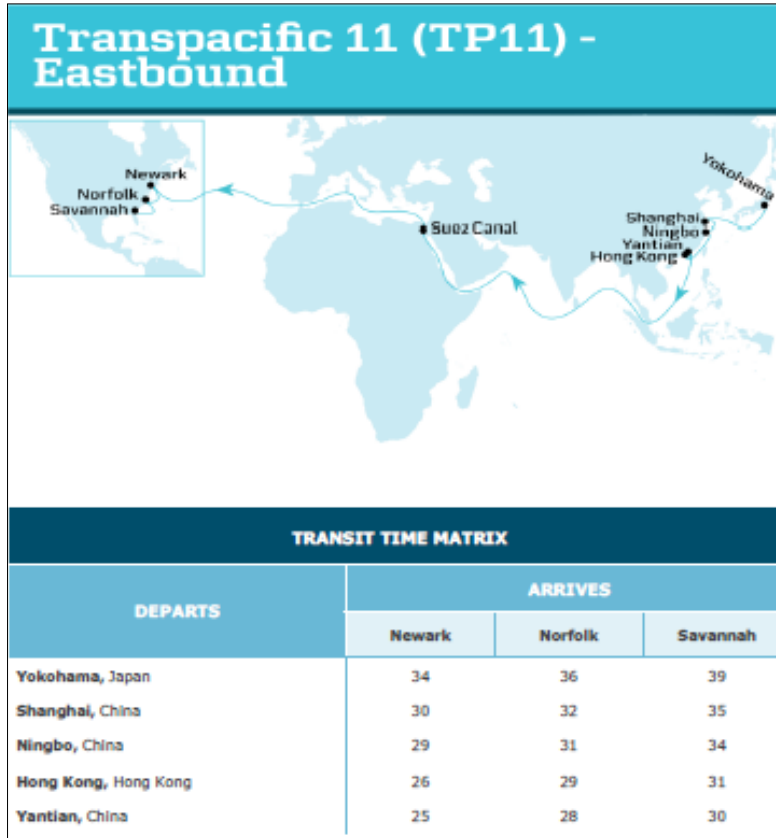 Transpacific 11 (TP11) -
Eastbound
Newark
Norfolk
Savannah
Suez Canal
Yokohama
Shanghai
Ningbo
Yantian
Hong Kong
TRANSIT TIME MATRIX
DEPARTS
ARRIVES
Newark Norfolk Savannah
Yokohama, Japan 34 36 39
Shanghai, China 30 32 35
Ningbo, China 29 31 34
Hong Kong, Hong Kong 26 29 31
Yantian, China 25 28 30